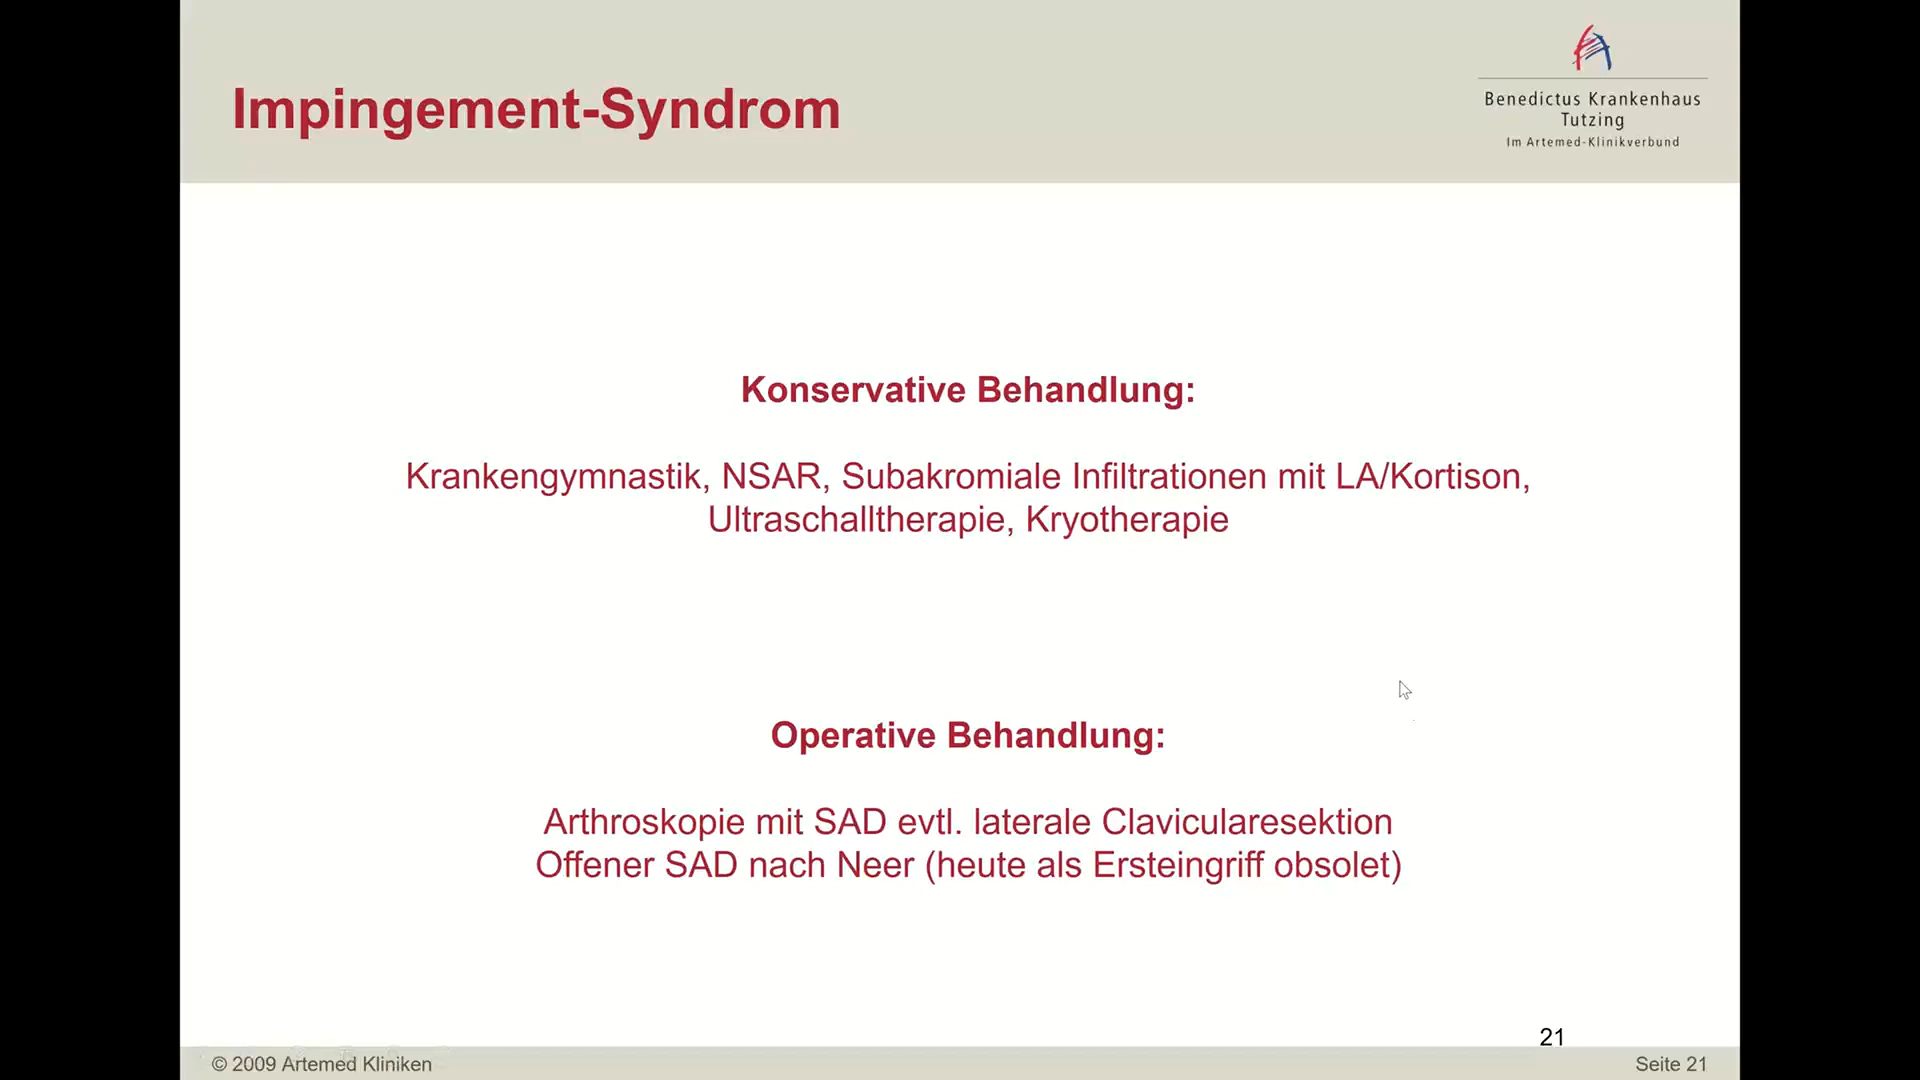 Impingement-Syndrom
Benedictus Krankenhaus
Tutzing
Im Artemed-Klinikverbund
Konservative Behandlung:
Krankengymnastik, NSAR, Subakromiale Infiltrationen mit LA/Kortison,
Ultraschalltherapie, Kryotherapie
Operative Behandlung:
Arthroskopie mit SAD evtl. laterale Clavicularesektion
Offener SAD nach Neer (heute als Ersteingriff obsolet)
21
© 2009 Artemed Kliniken
Seite 21